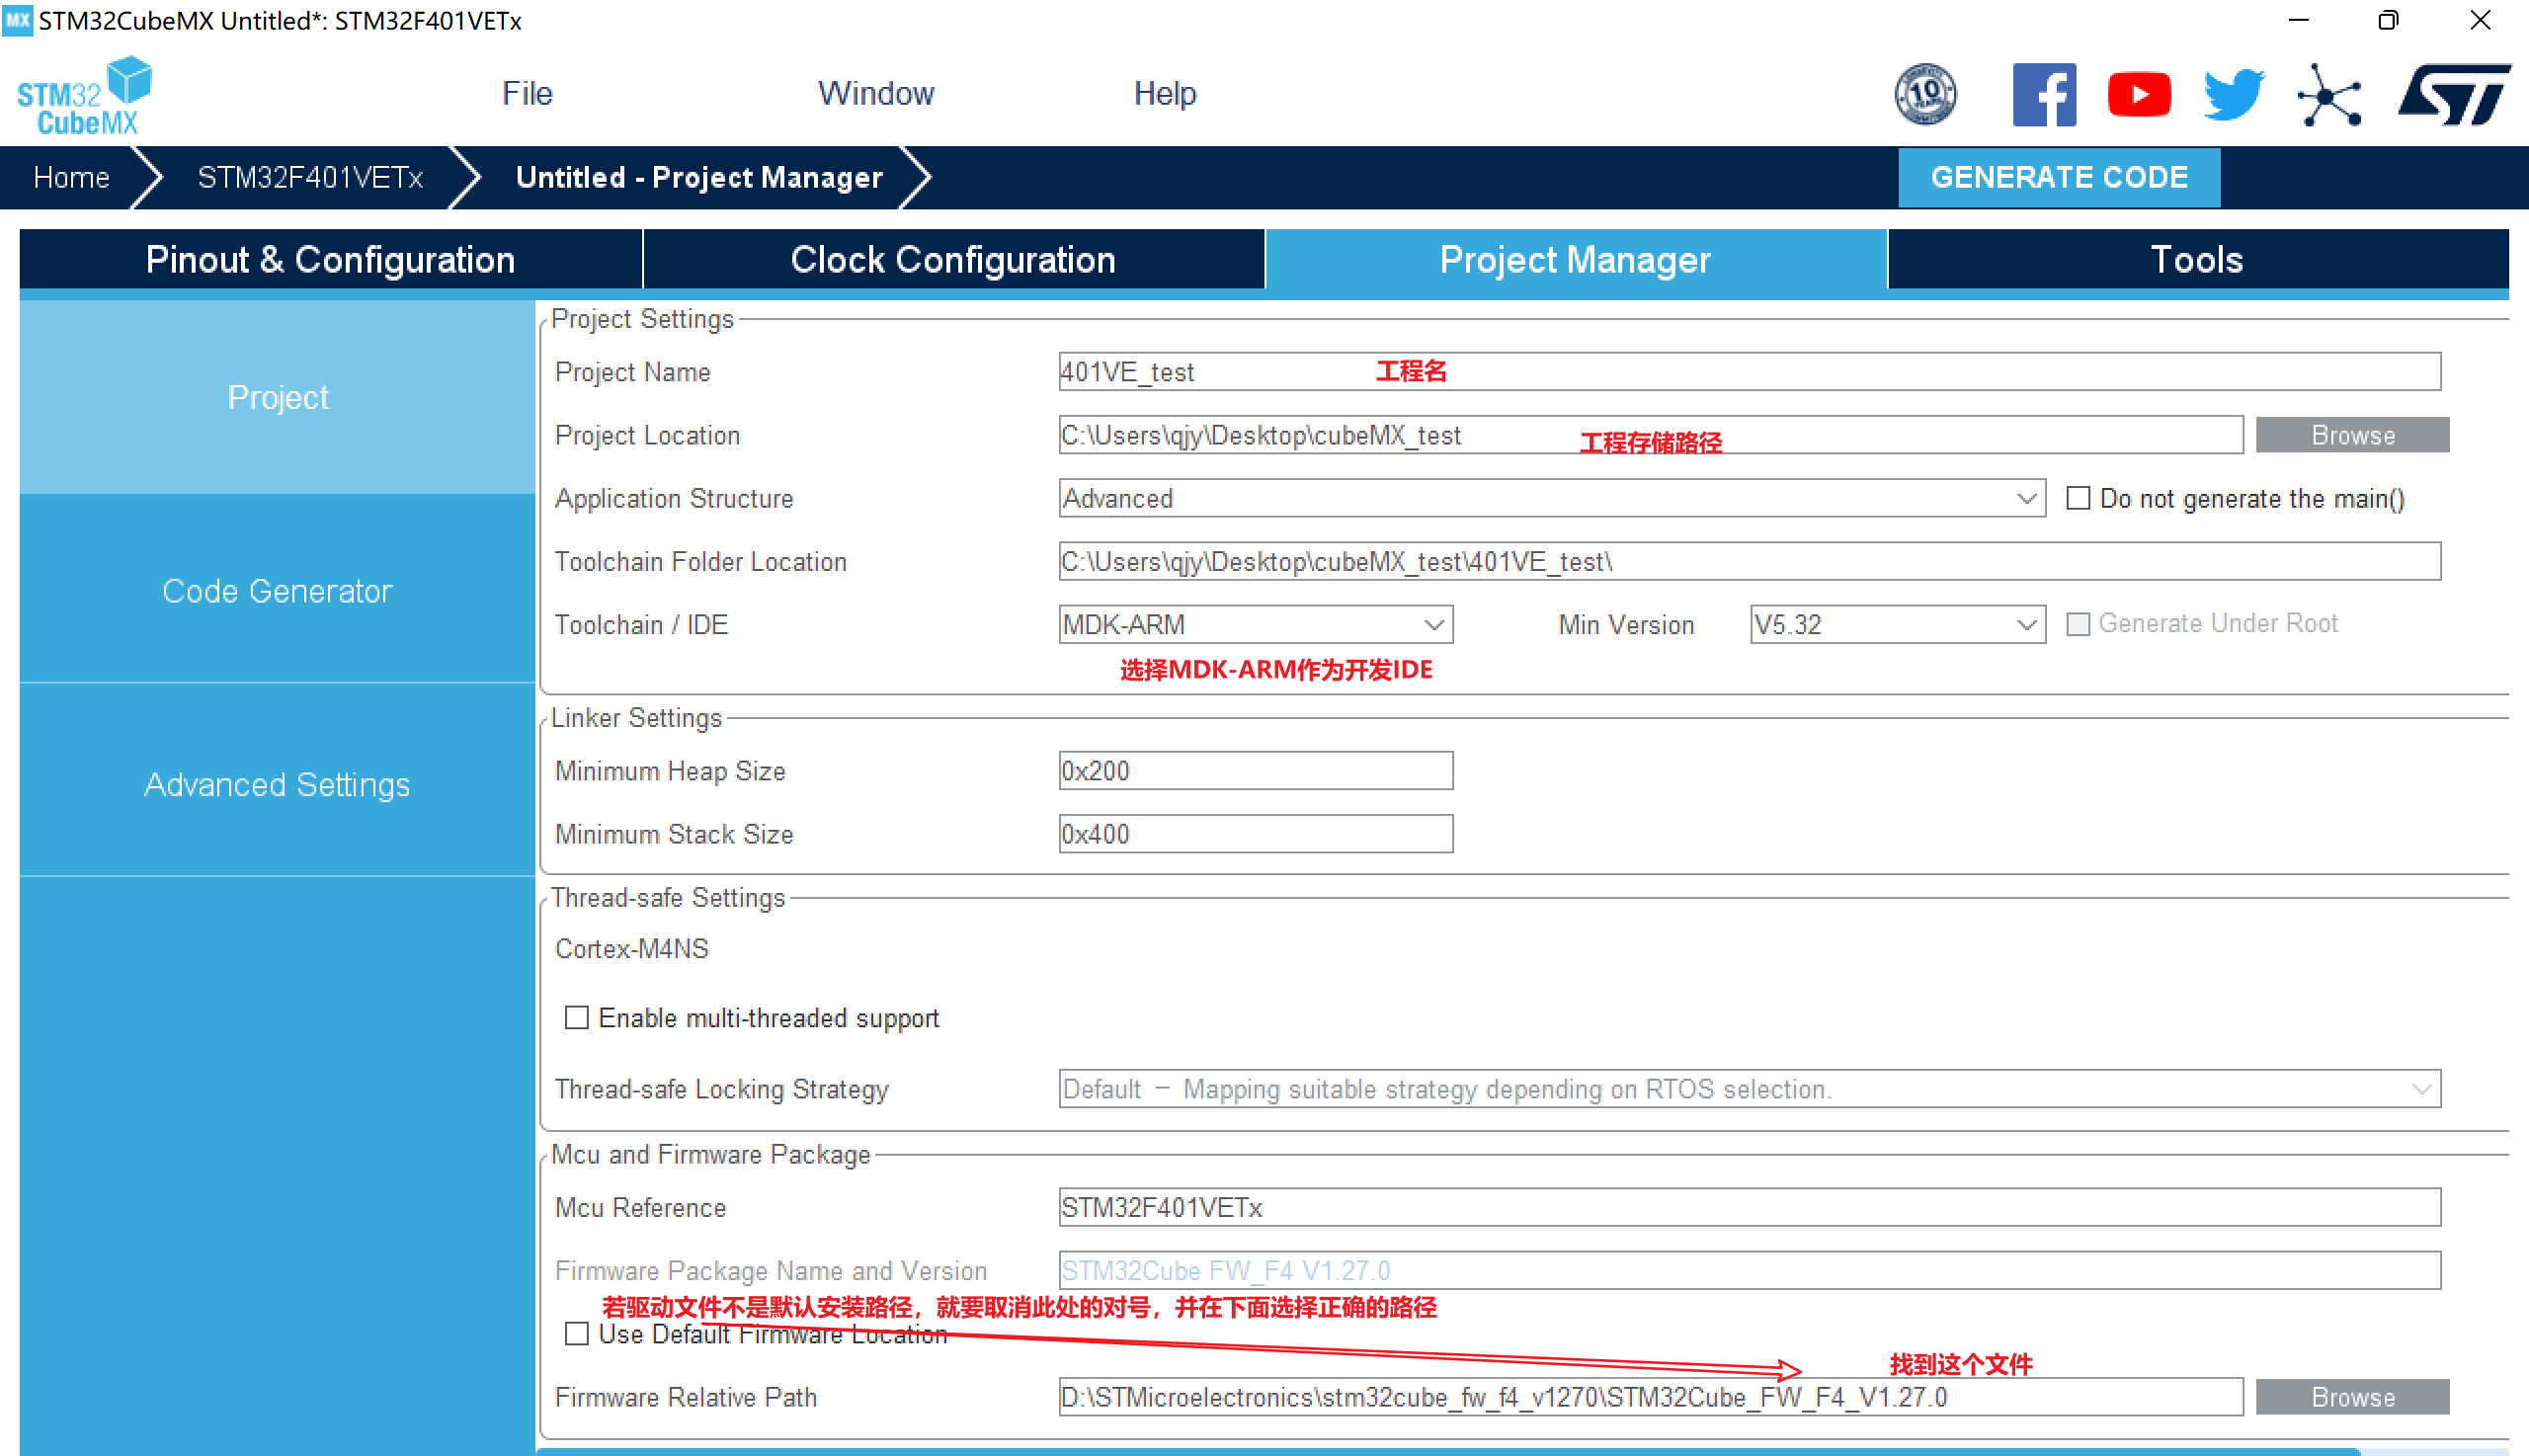 MX STM32CubeMX Untitled*: STM32F401VETx
STM32 CubeMX
File Window Help
10 YEARS
Home STM32F401VETx Untitled - Project Manager GENERATE CODE
Pinout & Configuration Clock Configuration Project Manager Tools
Project
Code Generator
Advanced Settings
Project Settings
Project Name 401VE_test 工程名
Project Location C:\Users\qjy\Desktop\cubeMX_test 工程存储路径 Browse
Application Structure Advanced Do not generate the main()
Toolchain Folder Location C:\Users\qjy\Desktop\cubeMX_test\401VE_test\
Toolchain / IDE MDK-ARM Min Version V5.32 Generate Under Root
选择MDK-ARM作为开发IDE
Linker Settings
Minimum Heap Size 0x200
Minimum Stack Size 0x400
Thread-safe Settings
Cortex-M4NS
Enable multi-threaded support
Thread-safe Locking Strategy Default – Mapping suitable strategy depending on RTOS selection.
Mcu and Firmware Package
Mcu Reference STM32F401VETx
Firmware Package Name and Version STM32Cube FW_F4 V1.27.0
若驱动文件不是默认安装路径，就要取消此处的对号，并在下面选择正确的路径
Use Default Firmware Location
找到这个文件
Firmware Relative Path D:\STMicroelectronics\stm32cube_fw_f4_v1270\STM32Cube_FW_F4_V1.27.0 Browse